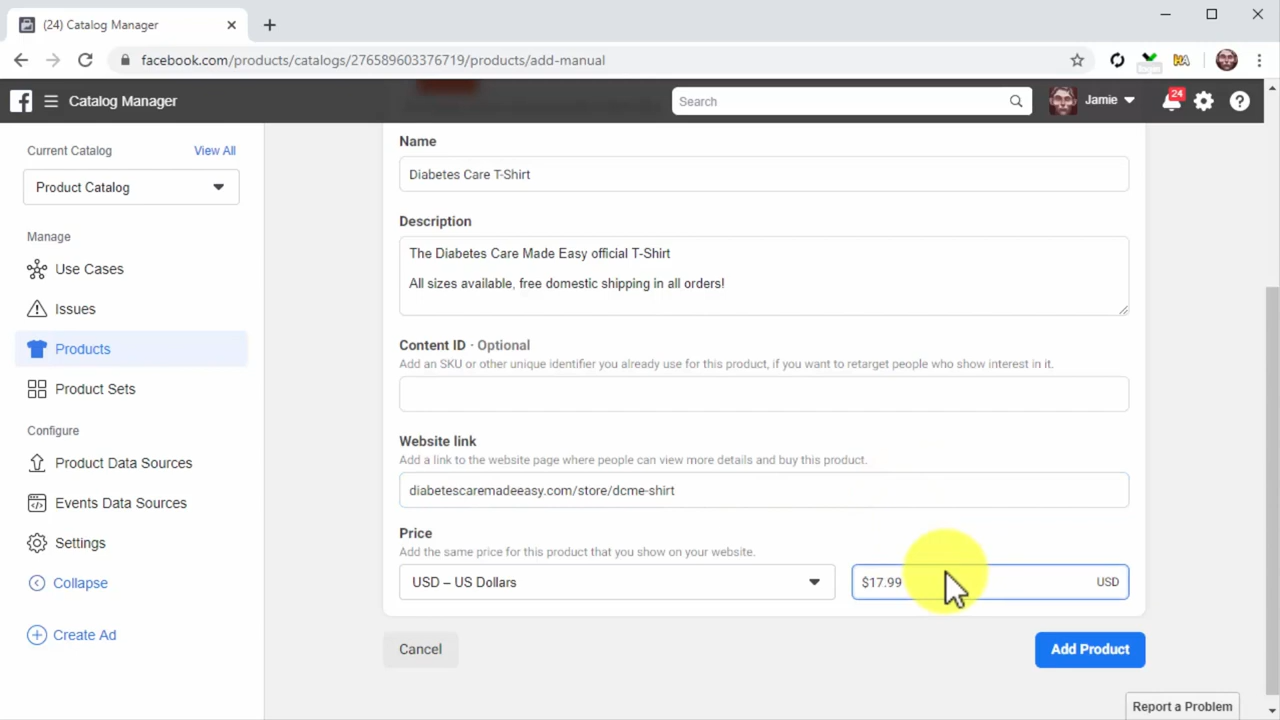 (24) Catalog Manager
facebook.com/products/catalogs/276589603376719/products/add-manual
Catalog Manager
Search
Jamie
24
Current Catalog
View All
Product Catalog
Manage
Use Cases
Issues
Products
Product Sets
Configure
Product Data Sources
Events Data Sources
Settings
Collapse
Create Ad
Name
Diabetes Care T-Shirt
Description
The Diabetes Care Made Easy official T-Shirt
All sizes available, free domestic shipping in all orders!
Content ID · Optional
Add an SKU or other unique identifier you already use for this product, if you want to retarget people who show interest in it.
Website link
Add a link to the website page where people can view more details and buy this product.
diabetescaremadeeasy.com/store/dcme-shirt
Price
Add the same price for this product that you show on your website.
USD – US Dollars
$17.99
USD
Cancel
Add Product
Report a Problem